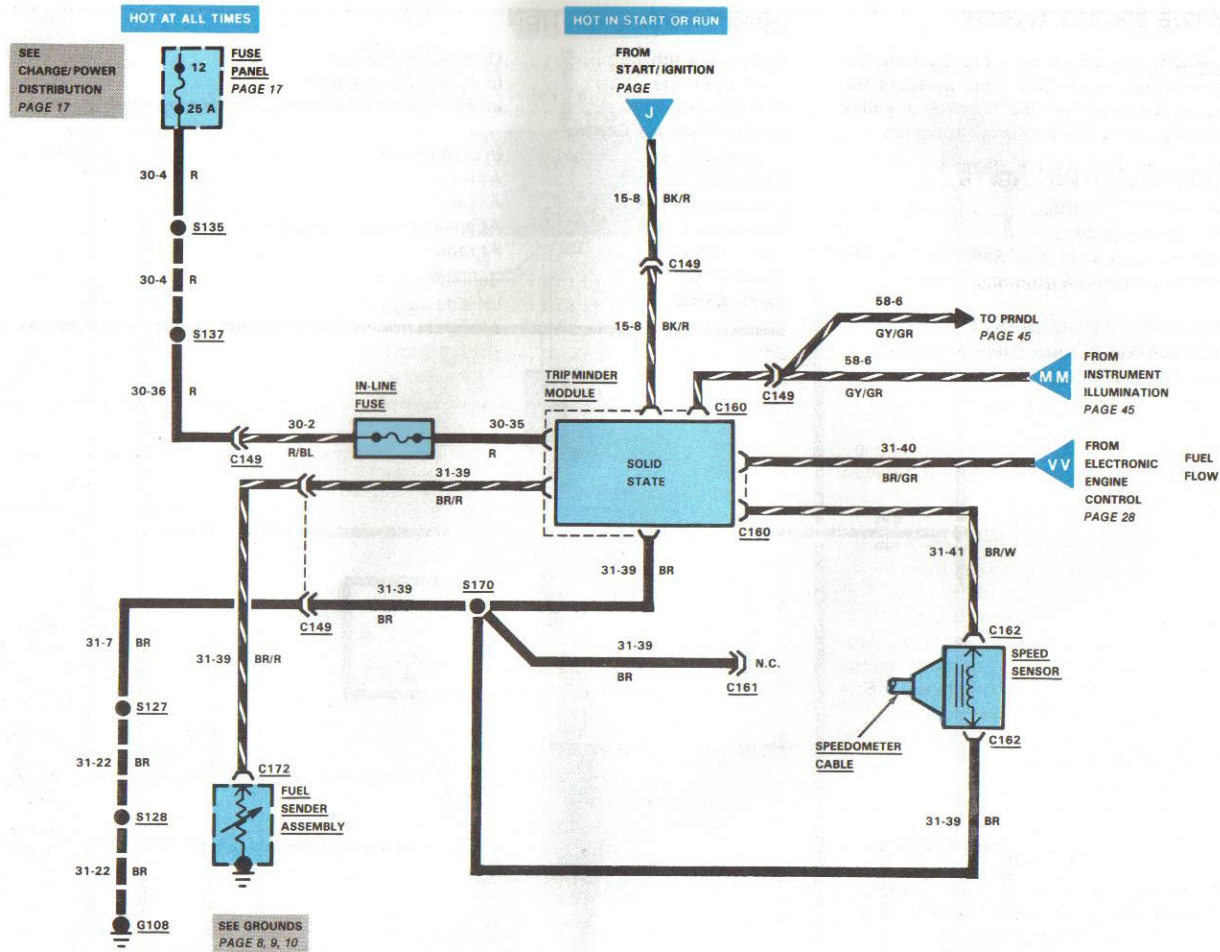 HOT AT ALL TIMES
HOT IN START OR RUN
SEE
CHARGE/POWER
DISTRIBUTION
PAGE 17
12
25 A
FUSE
PANEL
PAGE 17
FROM
START/IGNITION
PAGE
J
30-4 R
15-8 BK/R
S135
C149
30-4 R
15-8 BK/R
58-6
GY/GR
TO PRNDL
PAGE 45
S137
30-36 R
IN-LINE
FUSE
TRIPMINDER
MODULE
C160
C149
58-6
GY/GR
MM
FROM
INSTRUMENT
ILLUMINATION
PAGE 45
C149
30-2
R/BL
30-35
R
SOLID
STATE
31-40
BR/GR
VV
FROM
ELECTRONIC
ENGINE
CONTROL
PAGE 28
FUEL
FLOW
31-39
BR/R
C160
31-39 BR
31-41 BR/W
S170
31-39
BR
C149
31-7 BR
31-39 BR/R
31-39
BR
N.C.
C161
C162
SPEED
SENSOR
S127
C162
SPEEDOMETER
CABLE
31-22 BR
C172
FUEL
SENDER
ASSEMBLY
S128
31-39 BR
31-22 BR
G108
SEE GROUNDS
PAGE 8, 9, 10